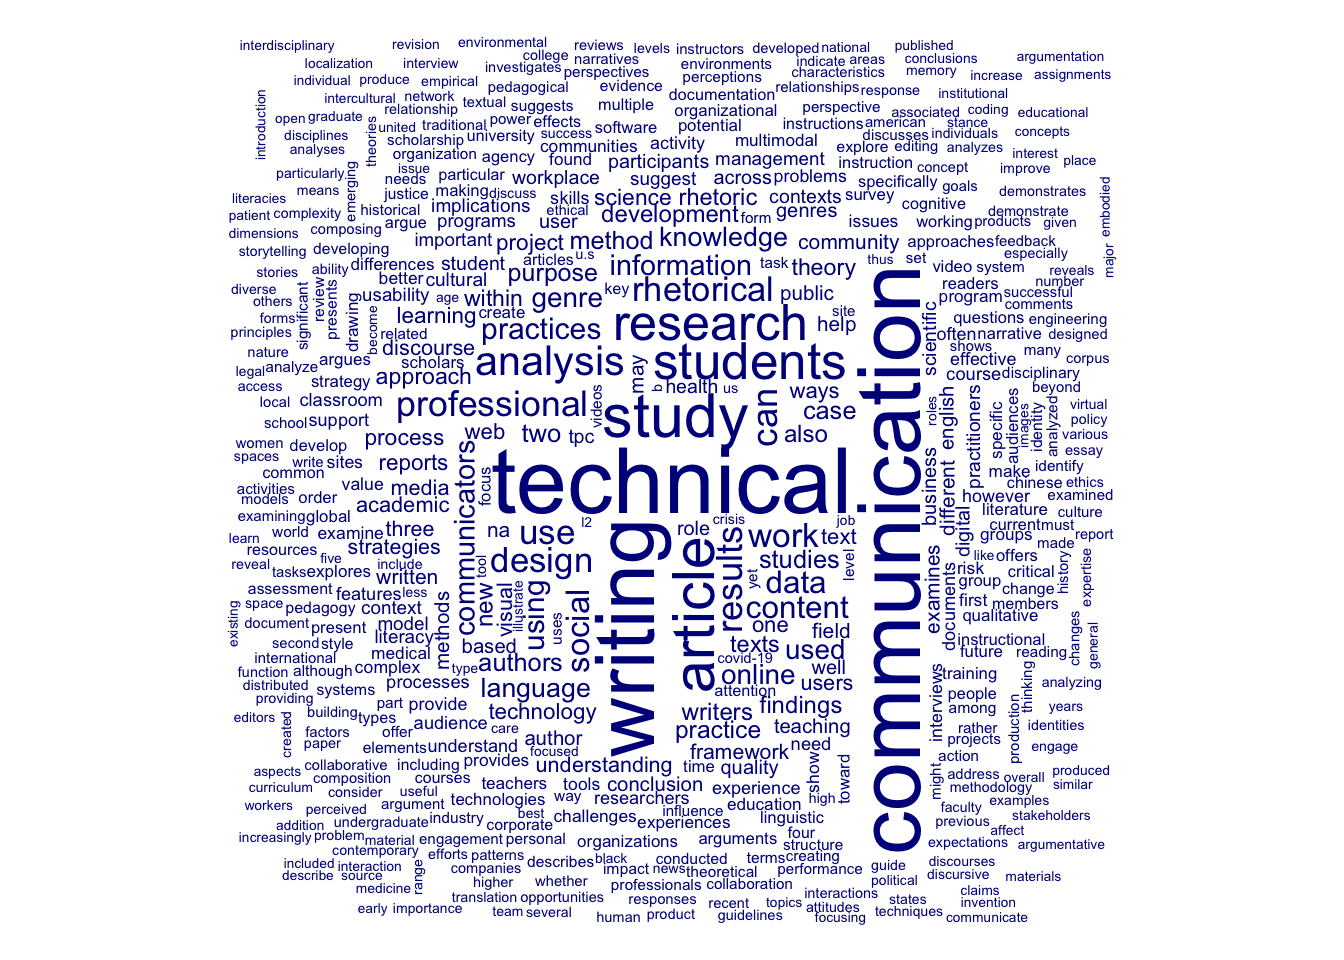 interdisciplinary revision environmental reviews levels instructors developed national published
localization interview college narratives environments indicate areas conclusions argumentation
individual produce empirical investigates pedagogical perspectives evidence perceptions characteristics memory increase assignments
introduction intercultural network textual suggests multiple documentation relationships response institutional
open graduate relationship power effects organizational perspective associated coding educational
disciplines theories united traditional university success software potential instructions american stance concepts
analyses scholarship communities activity multimodal discusses individuals
organization agency found participants management explore editing analyzes interest place
particularly. emerging issue needs particular workplace suggest across problems instruction concept improve
literacies means justice making discuss skills science rhetoric contexts survey specifically goals demonstrates embodied
patient complexity historical implications ethical development form genres cognitive demonstrate
dimensions composing argue programs user issues working products given
storytelling developing important project method knowledge community approaches feedback especially major
stories ability differences student articles u.s information task theory thus set video system reveals
diverse review better cultural purpose rhetorical public readers number
others significant presents usability age within genre key program successful
forms drawing become learning create practices research site help scientific questions comments engineering
principles related discourse often narrative designed
nature argues scholars analysis students shows many
legal analyze approach may effective corpus
access strategy b health us ways course disciplinary beyond
local classroom professional videos study can case roles english practitioners specific audiences images identity analyzed virtual policy
school support process web two tpc also various
women develop communicators essay
spaces write sites reports focus technical communication business different make identify
common value media chinese ethics
activities
models order academic however examined
examining global three na use l2 writing role crisis job literature culture
learn world examine article results work text digital current must
resources five strategies groups made report
reveal tasks explores include written tool design studies level examines like offers history expertise
assessment features less new visual illustrate using social yet data documents risk critical
existing space pedagogy context methods content group change
document present model uses one first members changes general
second style literacy based texts field qualitative
international medical covid-19 used instructional
function although complex type authors online well future reading
distributed processes language attention users interviews training thinking analyzing
providing systems part provide writers findings people
editors building types technology practice teaching among production years
created factors offer audience care author framework need rather identities
paper elements understand focused projects engage
aspects collaborative including provides understanding time quality show toward might action
curriculum composition courses teachers tools conclusion experience address overall produced
consider useful methodology similar
workers perceived argument technologies way researchers influence education high faculty examples
addition undergraduate industry best challenges experiences linguistic previous stakeholders
increasingly problem material engagement personal corporate organizations arguments four structure expectations affect argumentative
contemporary efforts patterns
included interaction companies describes black conducted terms creating guide discourses
describe source impact news theoretical performance discursive materials
medicine range higher whether professionals collaboration political claims
translation opportunities responses interactions states invention
early importance team several human product recent topics attitudes techniques communicate
guidelines focusing